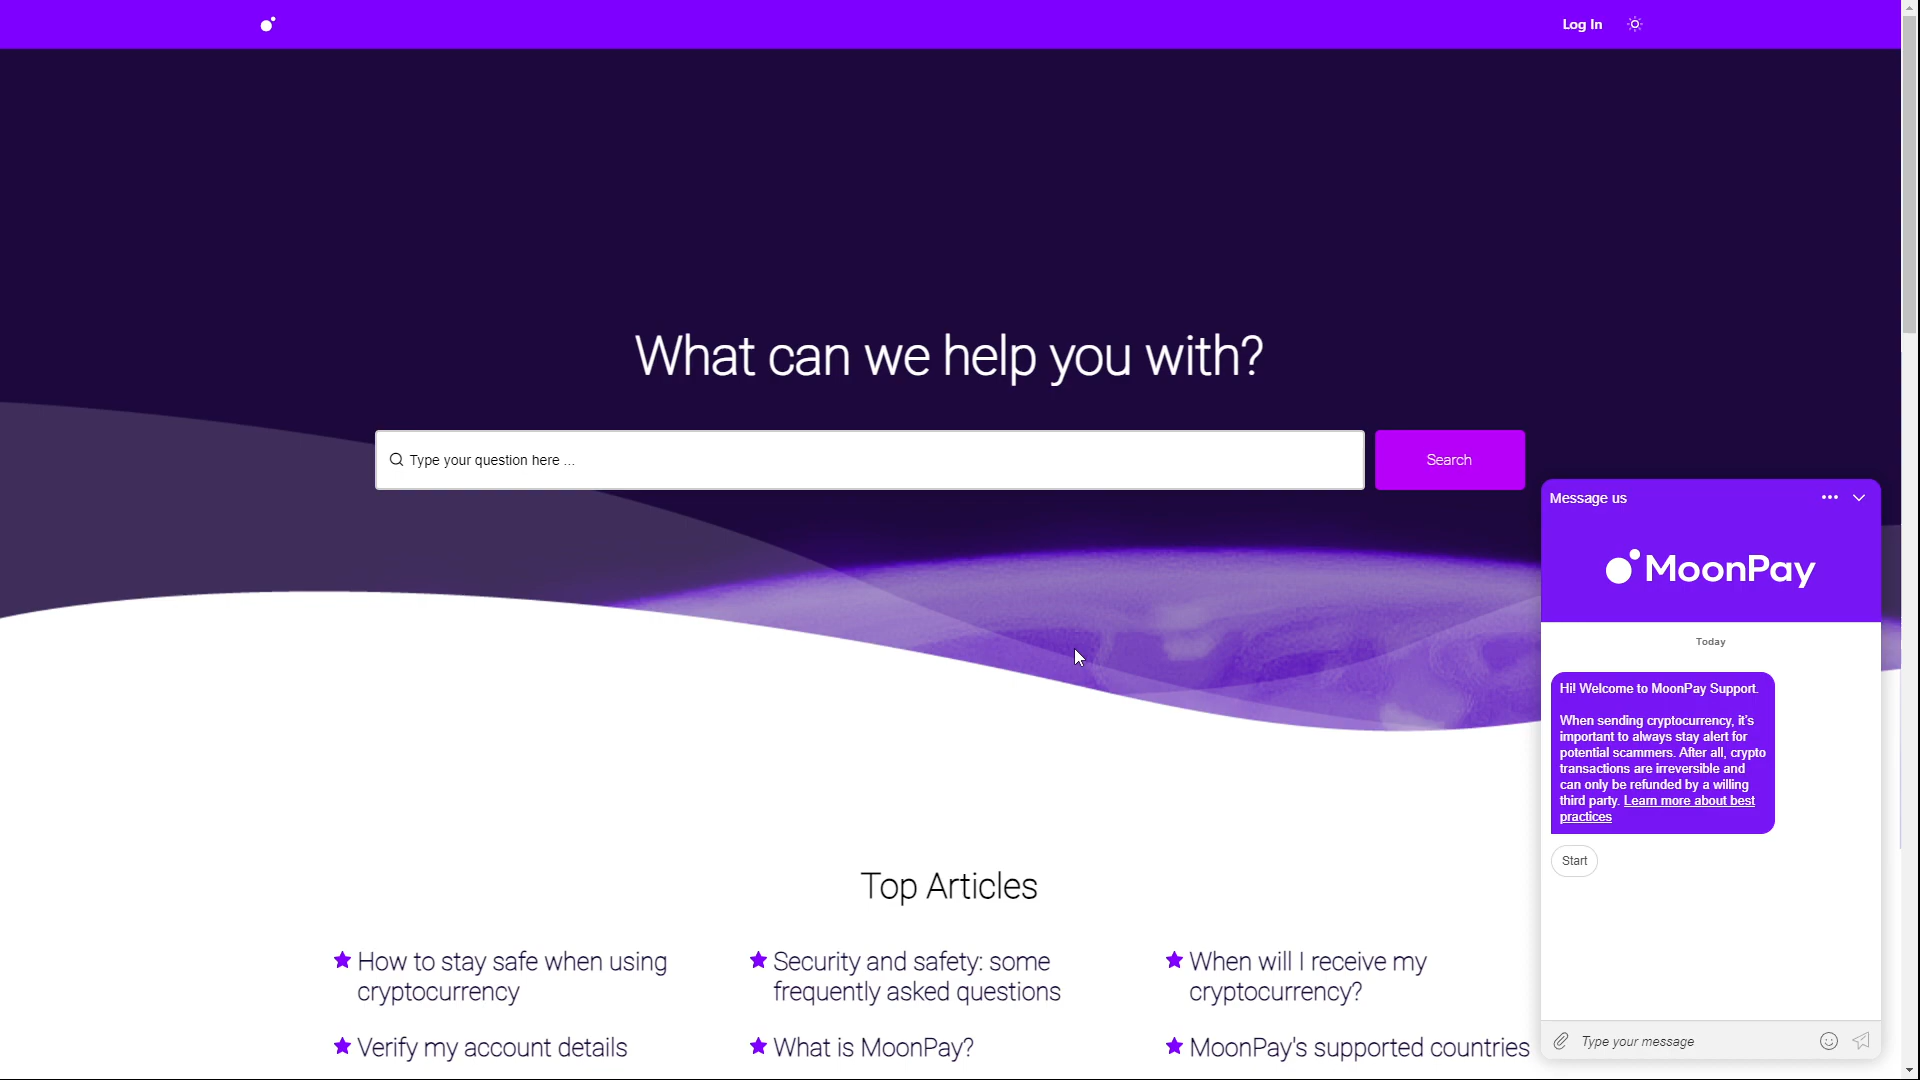 Log In
What can we help you with?
Type your question here ...
Search
Message us
MoonPay
Today
Hi! Welcome to MoonPay Support.
When sending cryptocurrency, it's
important to always stay alert for
potential scammers. After all, crypto
transactions are irreversible and
can only be refunded by a willing
third party. Learn more about best
practices
Start
Type your message
Top Articles
How to stay safe when using
cryptocurrency
Security and safety: some
frequently asked questions
When will I receive my
cryptocurrency?
Verify my account details
What is MoonPay?
MoonPay's supported countries